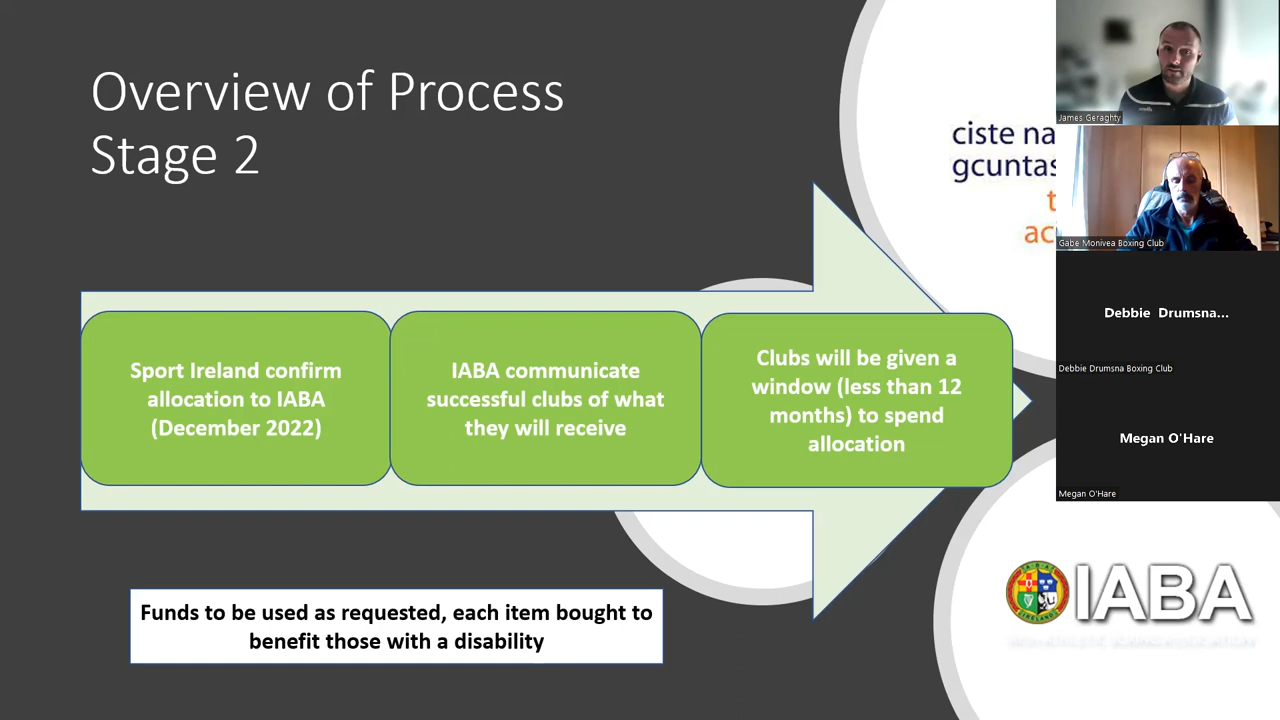 Overview of Process
Stage 2
ciste na
gcuntas
t
ac
Sport Ireland confirm
allocation to IABA
(December 2022)
IABA communicate
successful clubs of what
they will receive
Clubs will be given a
window (less than 12
months) to spend
allocation
Funds to be used as requested, each item bought to
benefit those with a disability
James Geraghty
Gabe Monivea Boxing Club
Debbie Drumsna...
Debbie Drumsna Boxing Club
Megan O'Hare
Megan O'Hare
IABA